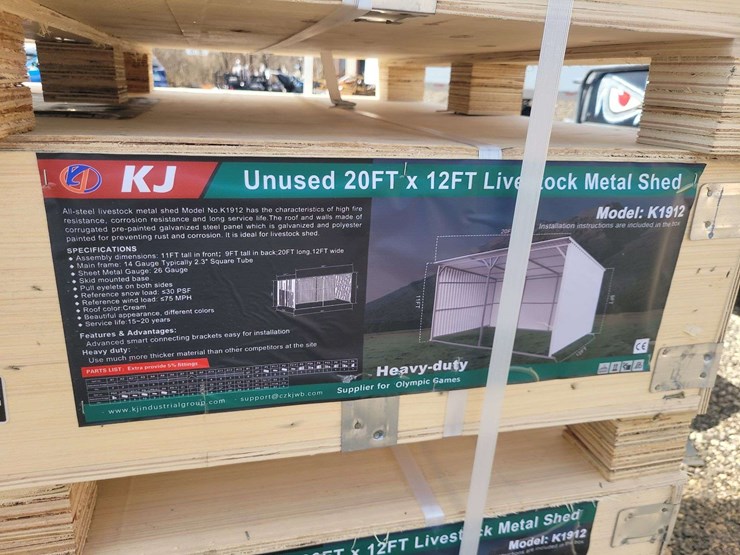 KJ
Unused 20FT x 12FT Livestock Metal Shed
Model: K1912
Installation instructions are included in the box
All-steel livestock metal shed Model No.K1912 has the characteristics of high fire
resistance, corrosion resistance and long service life.The roof and walls made of
corrugated pre-painted galvanized steel panel which is galvanized and polyester
painted for preventing rust and corrosion. It is ideal for livestock shed.
SPECIFICATIONS
Assembly dimensions: 11FT tall in front; 9FT tall in back;20FT long,12FT wide
Main frame: 14 Gauge Typically 2.3" Square Tube
Sheet Metal Gauge: 26 Gauge
Skid mounted base
Pull eyelets on both sides
Reference snow load: ≤30 PSF
Reference wind load: ≤75 MPH
Roof color:Cream
Beautiful appearance, different colors
Service life:15~20 years
Features & Advantages:
Advanced smart connecting brackets easy for installation
Heavy duty:
Use much more thicker material than other competitors at the site
PARTS LIST: Extra provide 5% fittings
20FT
11FT
9FT
12FT
CE
Heavy-duty
Supplier for Olympic Games
www.kjindustrialgroup.com support@czkjwb.com
x 12FT Livestock Metal Shed
Model: K1912